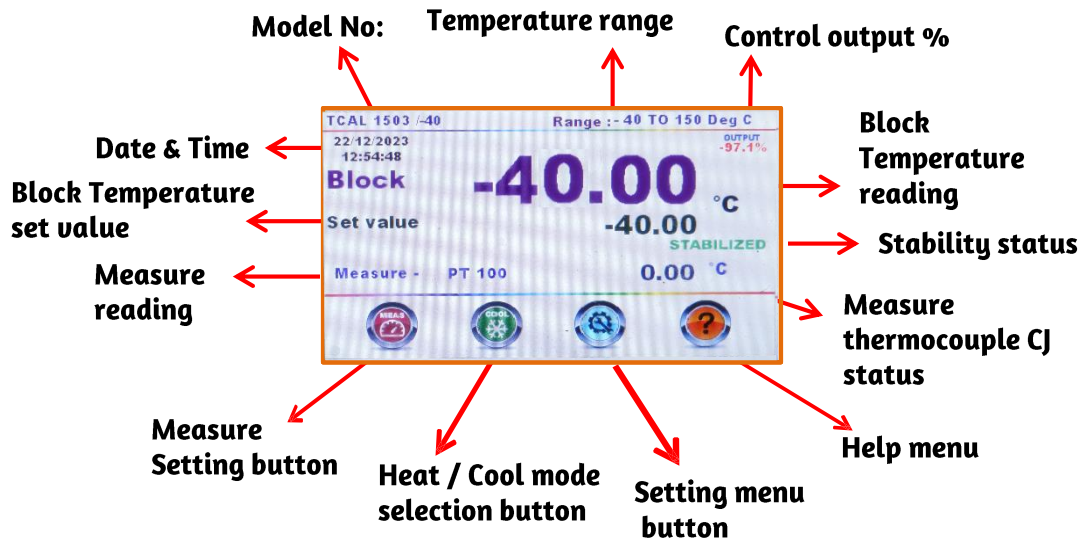 Model No:
Temperature range
Control output %
TCAL 1503 /-40
Range :- 40 TO 150 Deg C
Date & Time
22/12/2023
12:54:48
OUTPUT
-97.1%
Block
Temperature
reading
Block
-40.00 °C
Block Temperature
set value
Set value
-40.00
STABILIZED
Stability status
Measure
reading
Measure - PT 100 0.00 °C
Measure
thermocouple CJ
status
MEAS
COOL
?
Measure
Setting button
Heat / Cool mode
selection button
Setting menu
button
Help menu